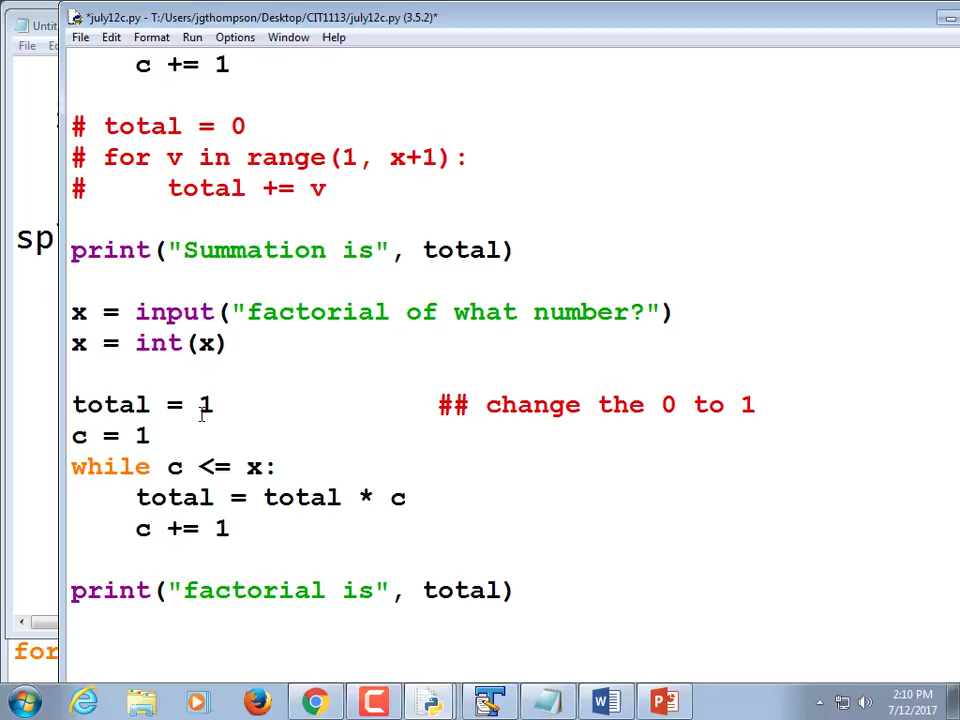 Untit
*july12c.py - T:/Users/jgthompson/Desktop/CIT1113/july12c.py (3.5.2)*
File
File Edit Format Run Options Window Help
c += 1
# total = 0
# for v in range(1, x+1):
#     total += v
print("Summation is", total)
x = input("factorial of what number?")
x = int(x)
total = 1     ## change the 0 to 1
c = 1
while c <= x:
    total = total * c
    c += 1
print("factorial is", total)
for
2:10 PM
7/12/2017